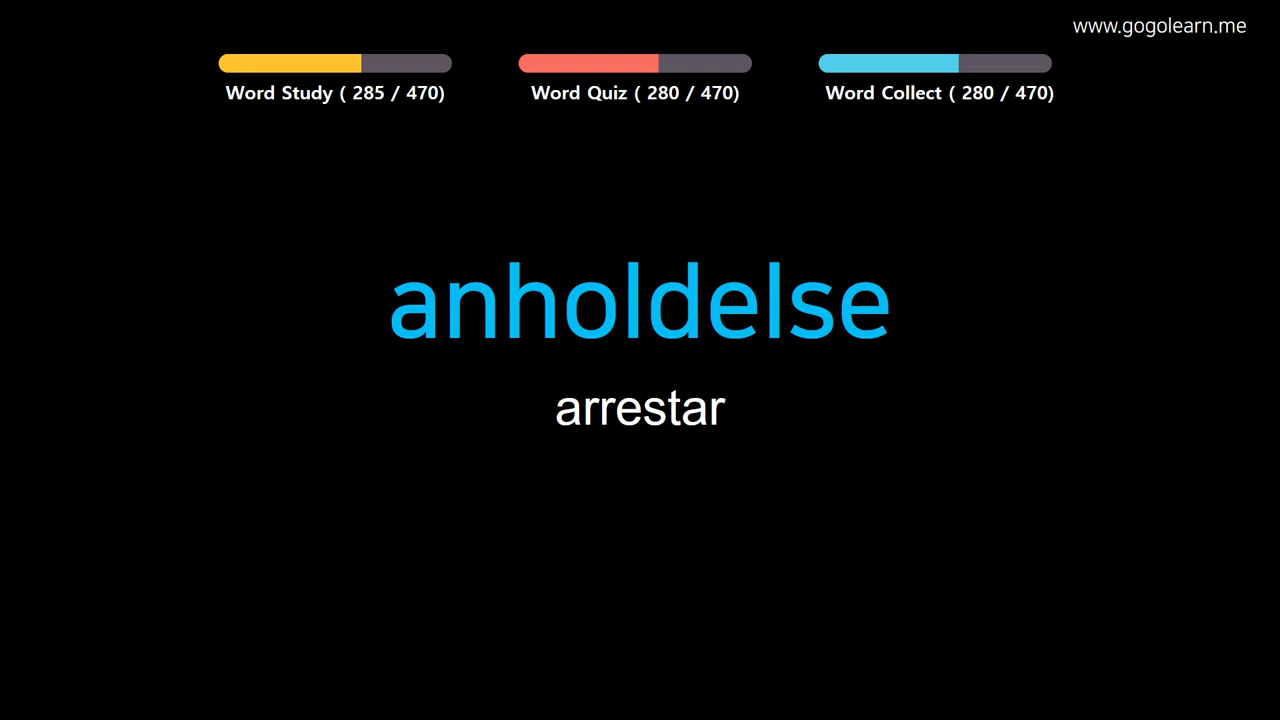 www.gogolearn.me
Word Study ( 285 / 470)
Word Quiz ( 280 / 470)
Word Collect ( 280 / 470)
anholdelse
arrestar